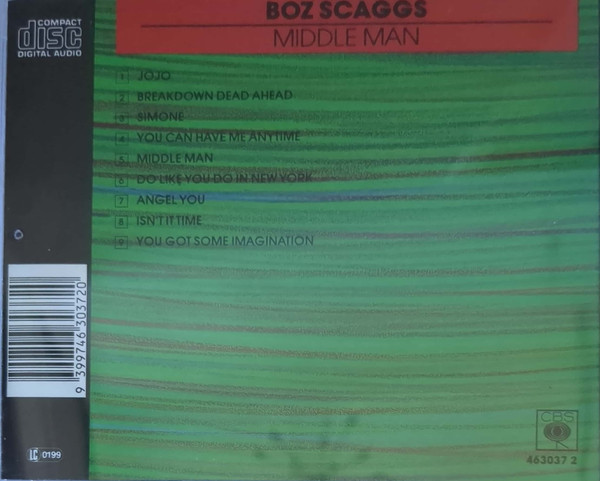 COMPACT
disc
DIGITAL AUDIO
BOZ SCAGGS
MIDDLE MAN
1 JOJO
2 BREAKDOWN DEAD AHEAD
3 SIMONE
4 YOU CAN HAVE ME ANYTIME
5 MIDDLE MAN
6 DO LIKE YOU DO IN NEW YORK
7 ANGEL YOU
8 ISN'T IT TIME
9 YOU GOT SOME IMAGINATION
9 399746 303720
LC 0199
CBS
463037 2